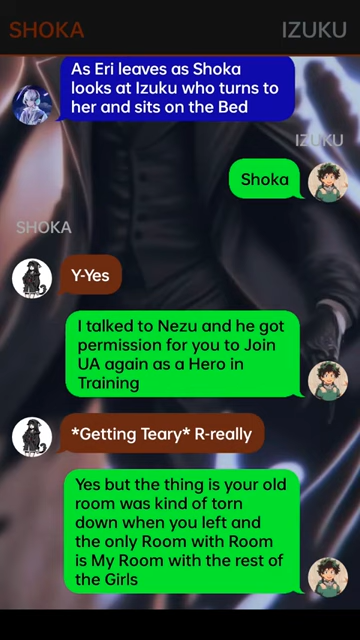 SHOKA
IZUKU
As Eri leaves as Shoka
looks at Izuku who turns to
her and sits on the Bed
IZUKU
Shoka
SHOKA
Y-Yes
I talked to Nezu and he got
permission for you to Join
UA again as a Hero in
Training
*Getting Teary* R-really
Yes but the thing is your old
room was kind of torn
down when you left and
the only Room with Room
is My Room with the rest of
the Girls